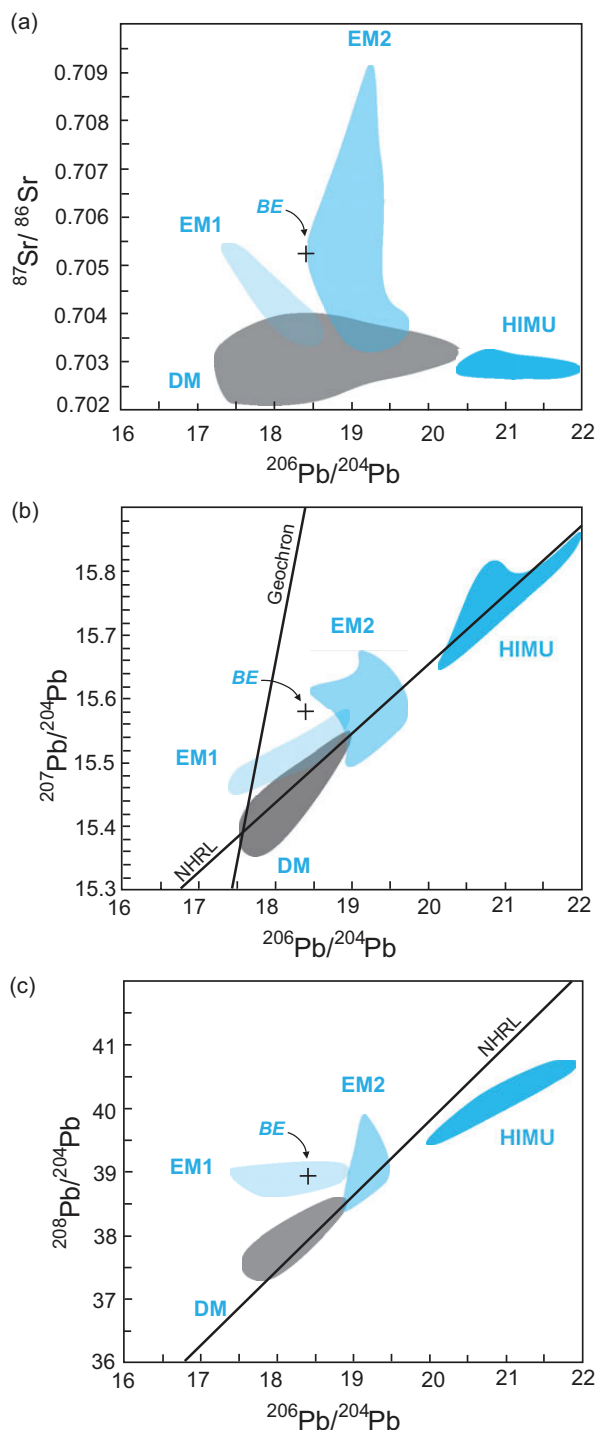 (a)
EM2
0.709
0.708
0.707
0.706
0.705
0.704
0.703
0.702
⁸⁷Sr/ ⁸⁶Sr
BE
EM1
HIMU
DM
16 17 18 19 20 21 22
²⁰⁶Pb/²⁰⁴Pb
(b)
15.8
15.7
15.6
15.5
15.4
15.3
²⁰⁷Pb/²⁰⁴Pb
Geochron
EM2
HIMU
BE
EM1
NHRL
DM
16 17 18 19 20 21 22
²⁰⁶Pb/²⁰⁴Pb
(c)
41
40
39
38
37
36
²⁰⁸Pb/²⁰⁴Pb
NHRL
EM2
BE
HIMU
EM1
DM
16 17 18 19 20 21 22
²⁰⁶Pb/²⁰⁴Pb